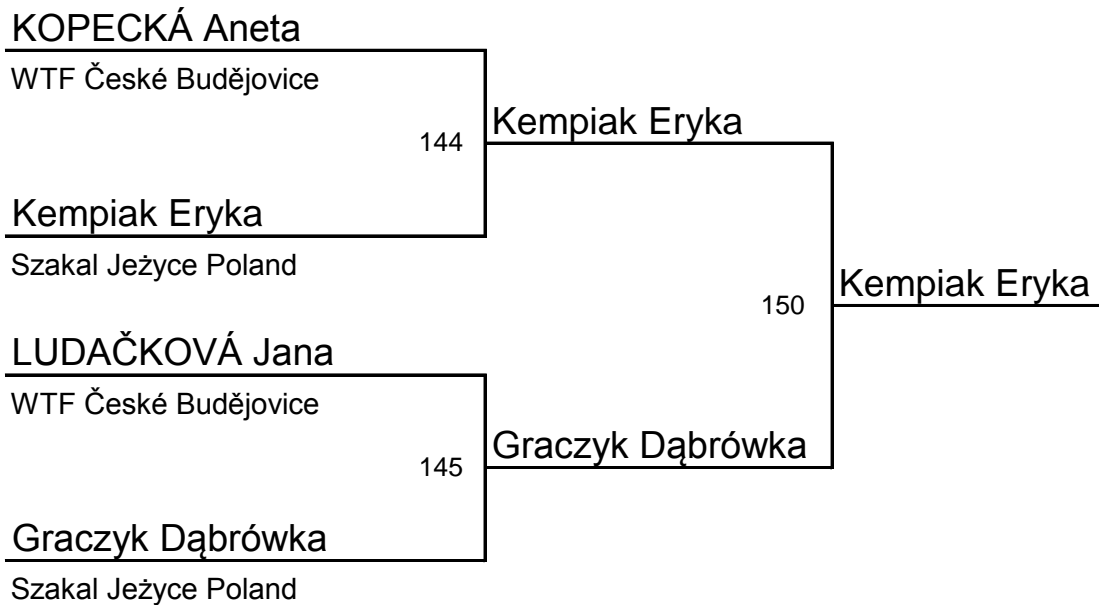 KOPECKÁ Aneta
WTF České Budějovice
144
Kempiak Eryka
Kempiak Eryka
Szakal Jeżyce Poland
150
Kempiak Eryka
LUDAČKOVÁ Jana
WTF České Budějovice
145
Graczyk Dąbrówka
Graczyk Dąbrówka
Szakal Jeżyce Poland